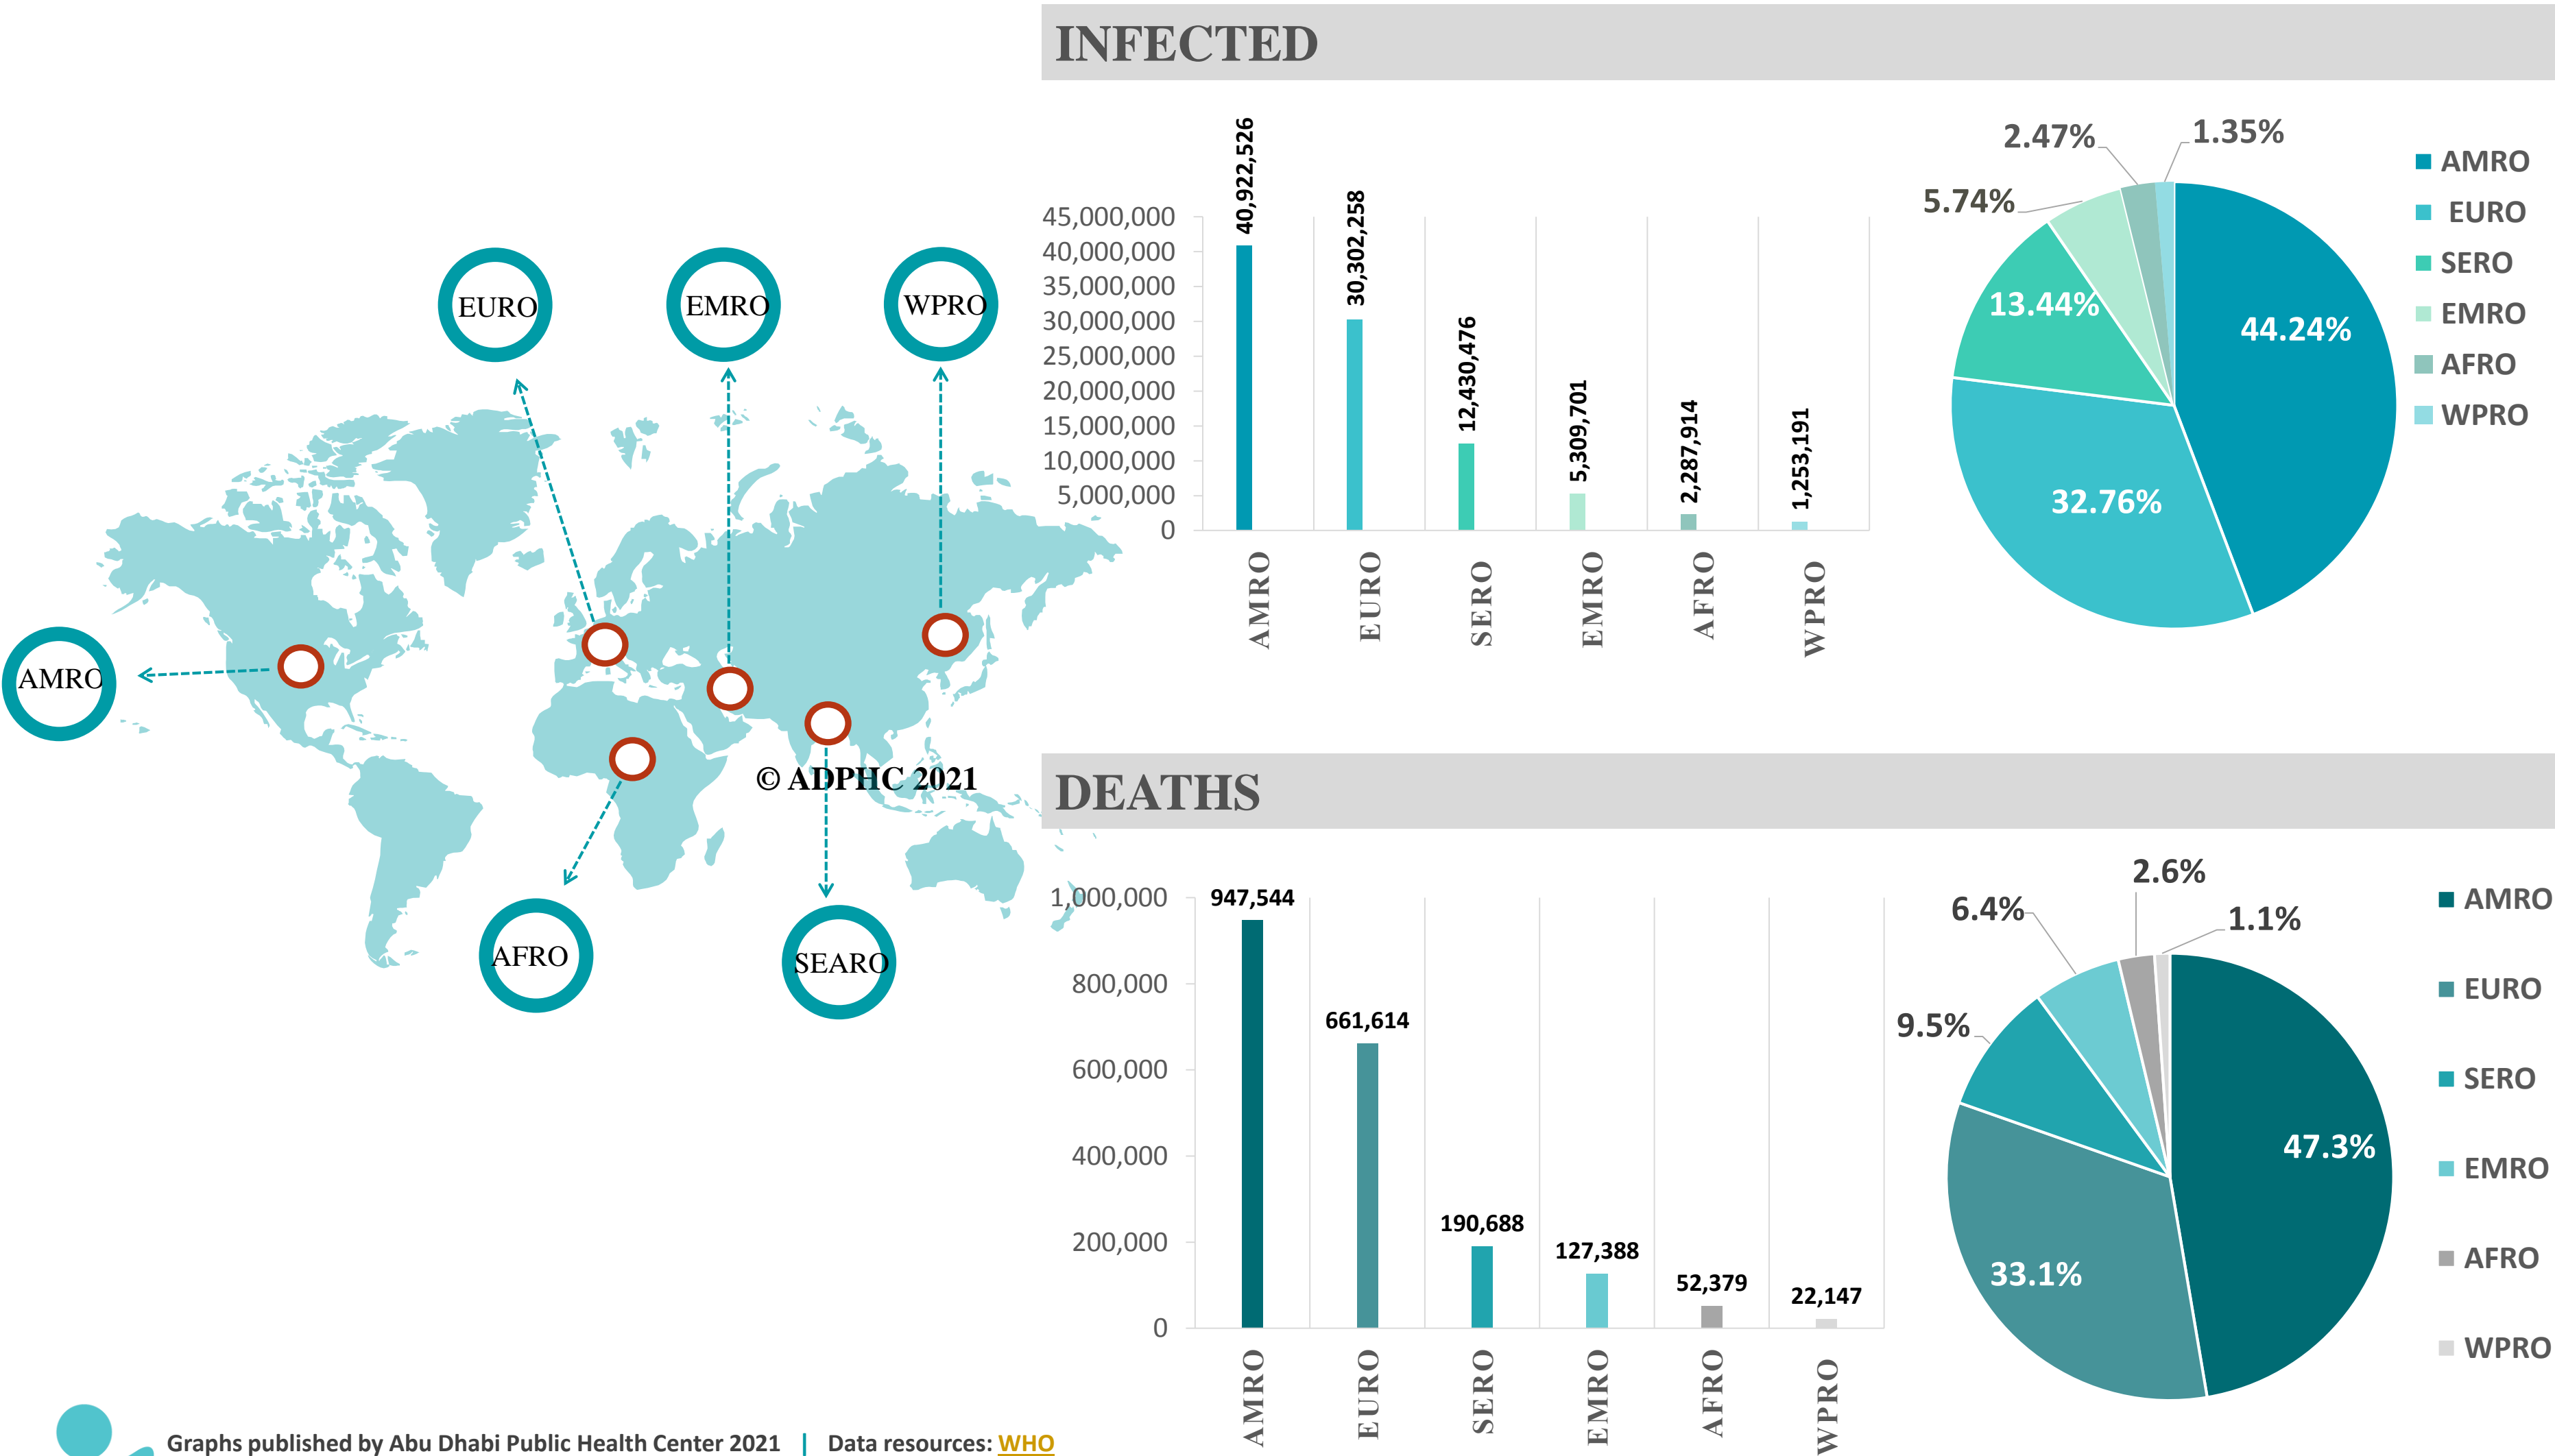 EURO
EMRO
WPRO
AMRO
© ADPHC 2021
AFRO
SEARO
INFECTED
45,000,000
40,000,000
35,000,000
30,000,000
25,000,000
20,000,000
15,000,000
10,000,000
5,000,000
0
40,922,526
30,302,258
12,430,476
5,309,701
2,287,914
1,253,191
AMRO
EURO
SERO
EMRO
AFRO
WPRO
2.47%
1.35%
5.74%
13.44%
44.24%
32.76%
AMRO
EURO
SERO
EMRO
AFRO
WPRO
DEATHS
1,000,000
800,000
600,000
400,000
200,000
0
947,544
661,614
190,688
127,388
52,379
22,147
AMRO
EURO
SERO
EMRO
AFRO
WPRO
2.6%
6.4%
1.1%
9.5%
47.3%
33.1%
AMRO
EURO
SERO
EMRO
AFRO
WPRO
Graphs published by Abu Dhabi Public Health Center 2021 | Data resources: WHO